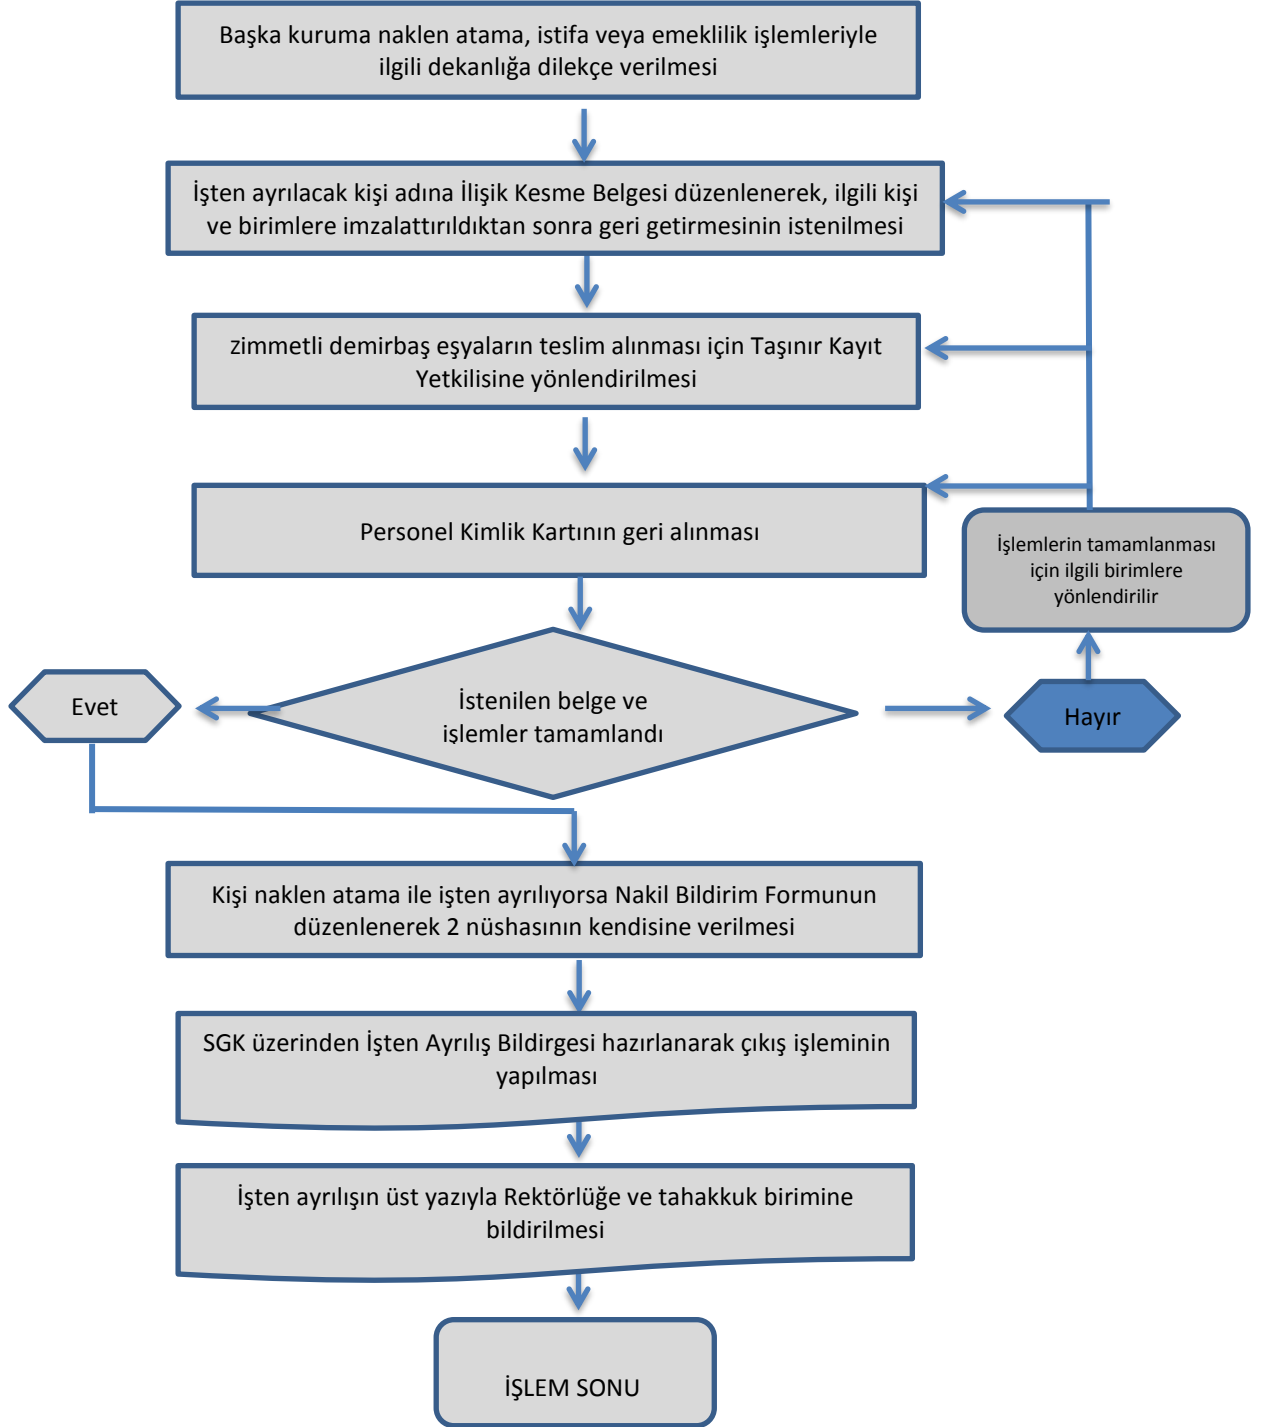 Başka kuruma naklen atama, istifa veya emeklilik işlemleriyle
ilgili dekanlığa dilekçe verilmesi
İşten ayrılacak kişi adına İlişik Kesme Belgesi düzenlenerek, ilgili kişi
ve birimlere imzalattırıldıktan sonra geri getirmesinin istenilmesi
zimmetli demirbaş eşyaların teslim alınması için Taşınır Kayıt
Yetkilisine yönlendirilmesi
Personel Kimlik Kartının geri alınması
İşlemlerin tamamlanması
için ilgili birimlere
yönlendirilir
Evet
İstenilen belge ve
işlemler tamamlandı
Hayır
Kişi naklen atama ile işten ayrılıyorsa Nakil Bildirim Formunun
düzenlenerek 2 nüshasının kendisine verilmesi
SGK üzerinden İşten Ayrılış Bildirgesi hazırlanarak çıkış işleminin
yapılması
İşten ayrılışın üst yazıyla Rektörlüğe ve tahakkuk birimine
bildirilmesi
İŞLEM SONU